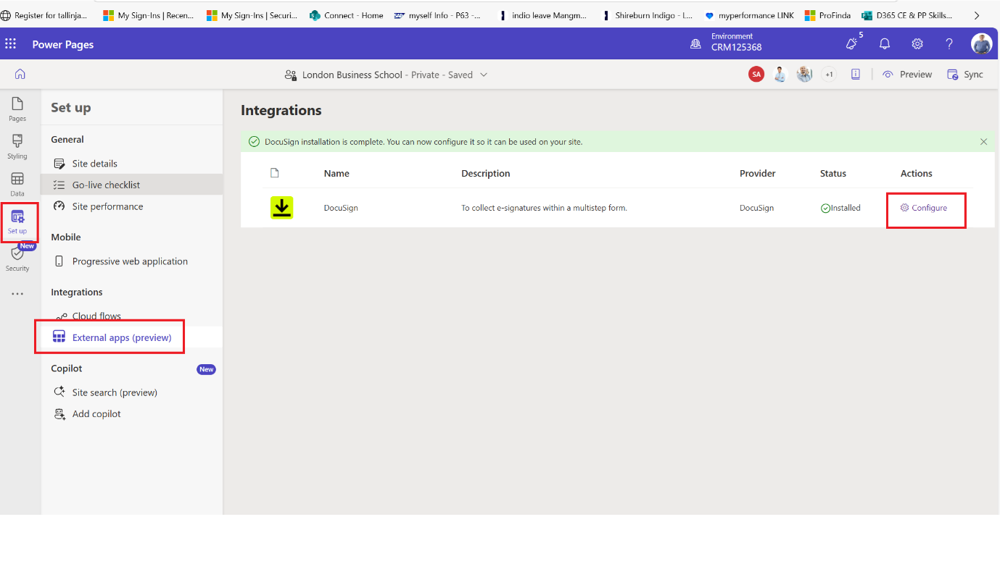 Register for tallinja... My Sign-Ins | Recen... My Sign-Ins | Securi... Connect - Home myself Info - P63 -... indio leave Mangm... Shireburn Indigo - L... myperformance LINK ProFinda D365 CE & PP Skills...
Power Pages
Environment
CRM125368
5
London Business School - Private - Saved
SA
+1
Preview
Sync
Pages
Styling
Data
Set up
New
Security
Set up
General
Site details
Go-live checklist
Site performance
Mobile
Progressive web application
Integrations
Cloud flows
External apps (preview)
Copilot New
Site search (preview)
Add copilot
Integrations
DocuSign installation is complete. You can now configure it so it can be used on your site.
Name Description Provider Status Actions
DocuSign To collect e-signatures within a multistep form. DocuSign Installed Configure